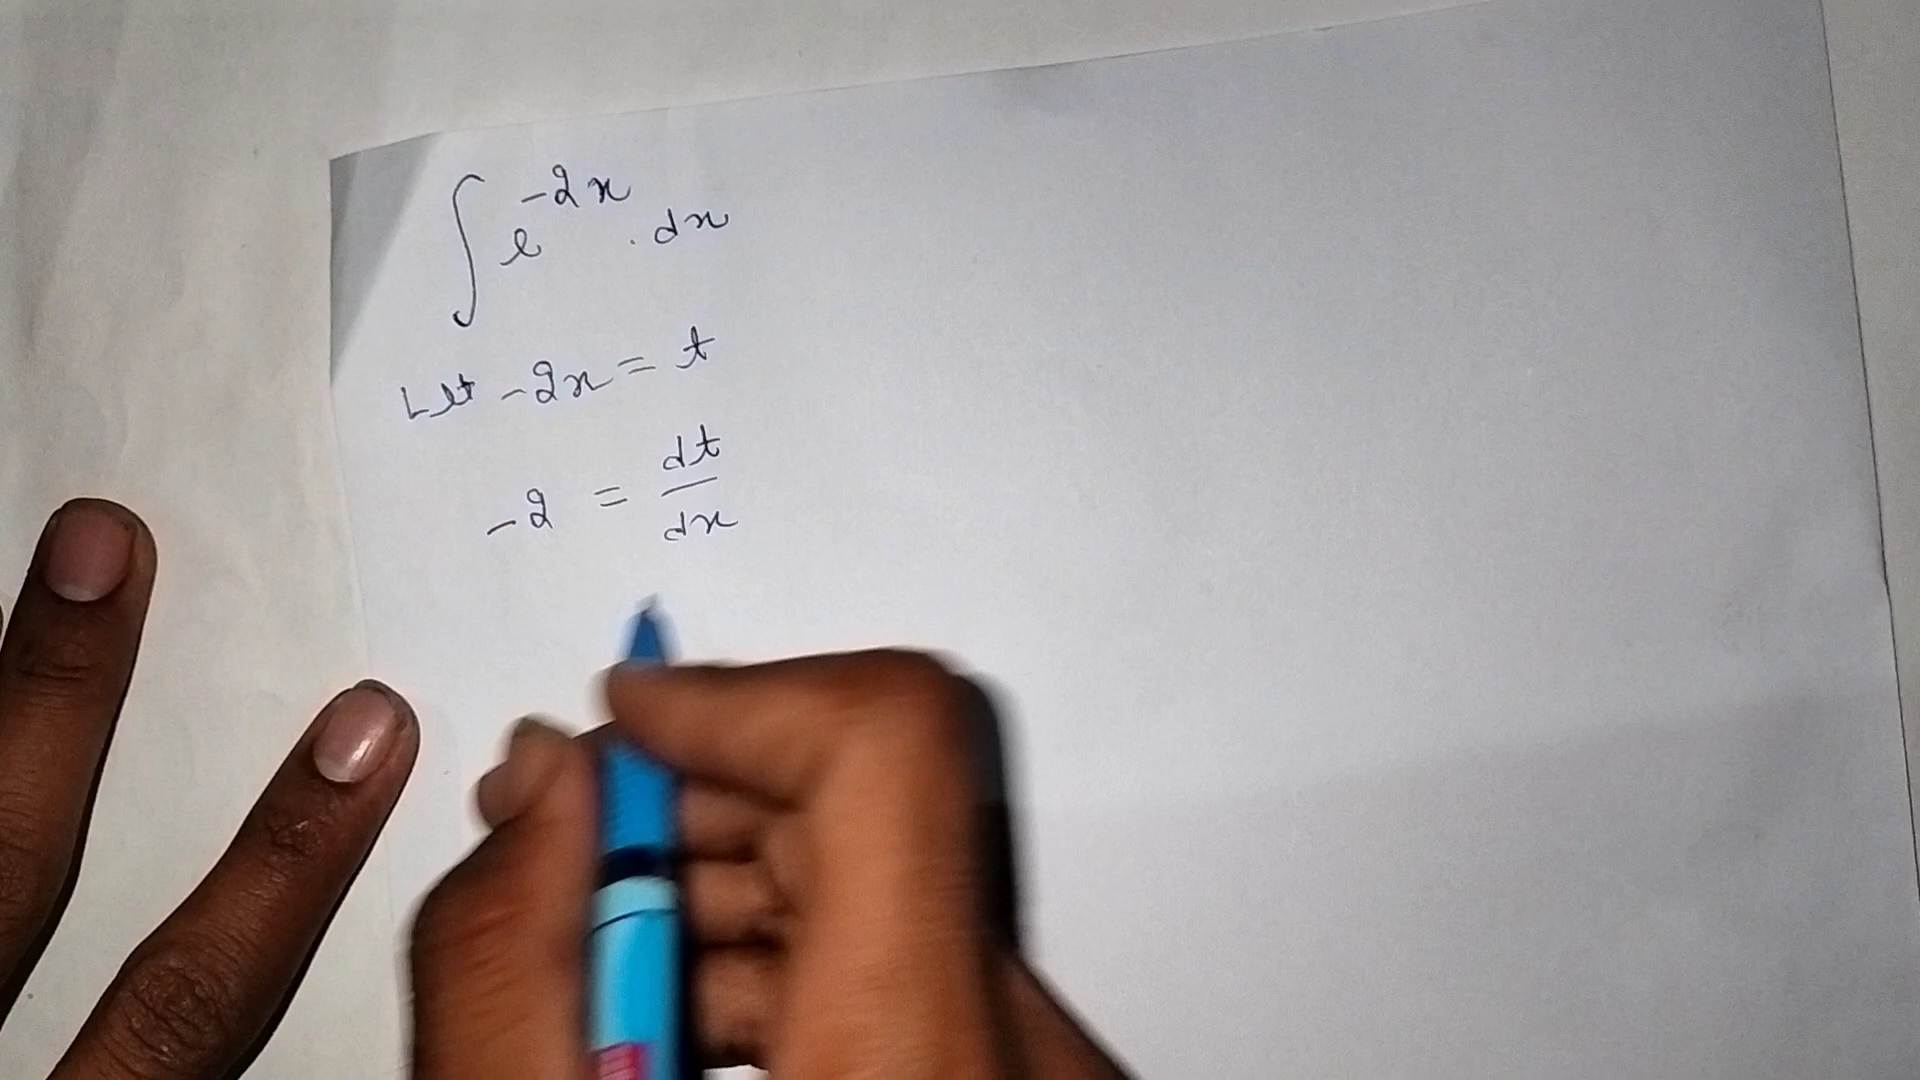 ∫ e^{-2x} . dx
Let -2x = t
-2 = dt/dx